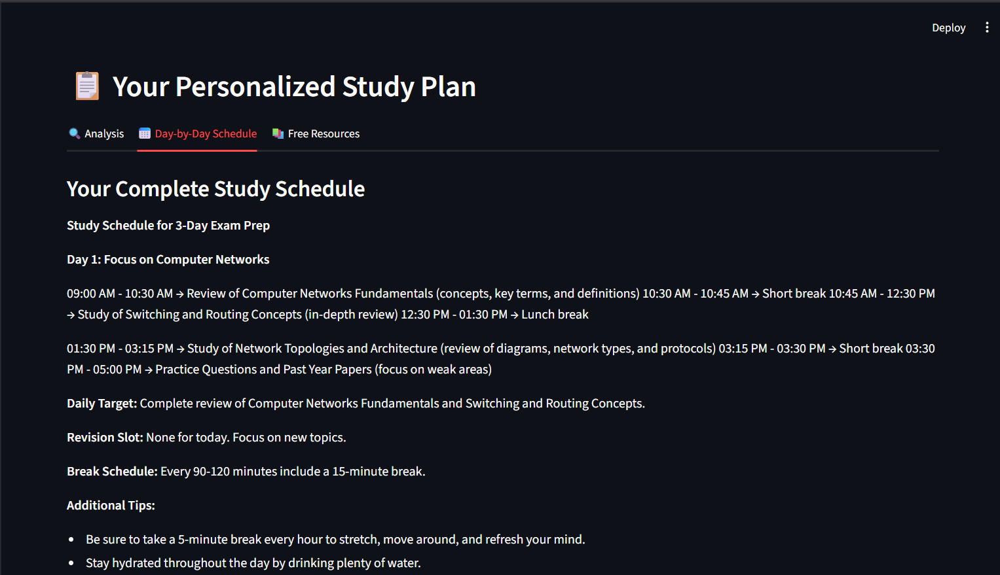 Deploy
Your Personalized Study Plan
Analysis
Day-by-Day Schedule
Free Resources
Your Complete Study Schedule
Study Schedule for 3-Day Exam Prep
Day 1: Focus on Computer Networks
09:00 AM - 10:30 AM → Review of Computer Networks Fundamentals (concepts, key terms, and definitions) 10:30 AM - 10:45 AM → Short break 10:45 AM - 12:30 PM
→ Study of Switching and Routing Concepts (in-depth review) 12:30 PM - 01:30 PM → Lunch break
01:30 PM - 03:15 PM → Study of Network Topologies and Architecture (review of diagrams, network types, and protocols) 03:15 PM - 03:30 PM → Short break 03:30
PM - 05:00 PM → Practice Questions and Past Year Papers (focus on weak areas)
Daily Target: Complete review of Computer Networks Fundamentals and Switching and Routing Concepts.
Revision Slot: None for today. Focus on new topics.
Break Schedule: Every 90-120 minutes include a 15-minute break.
Additional Tips:
• Be sure to take a 5-minute break every hour to stretch, move around, and refresh your mind.
• Stay hydrated throughout the day by drinking plenty of water.